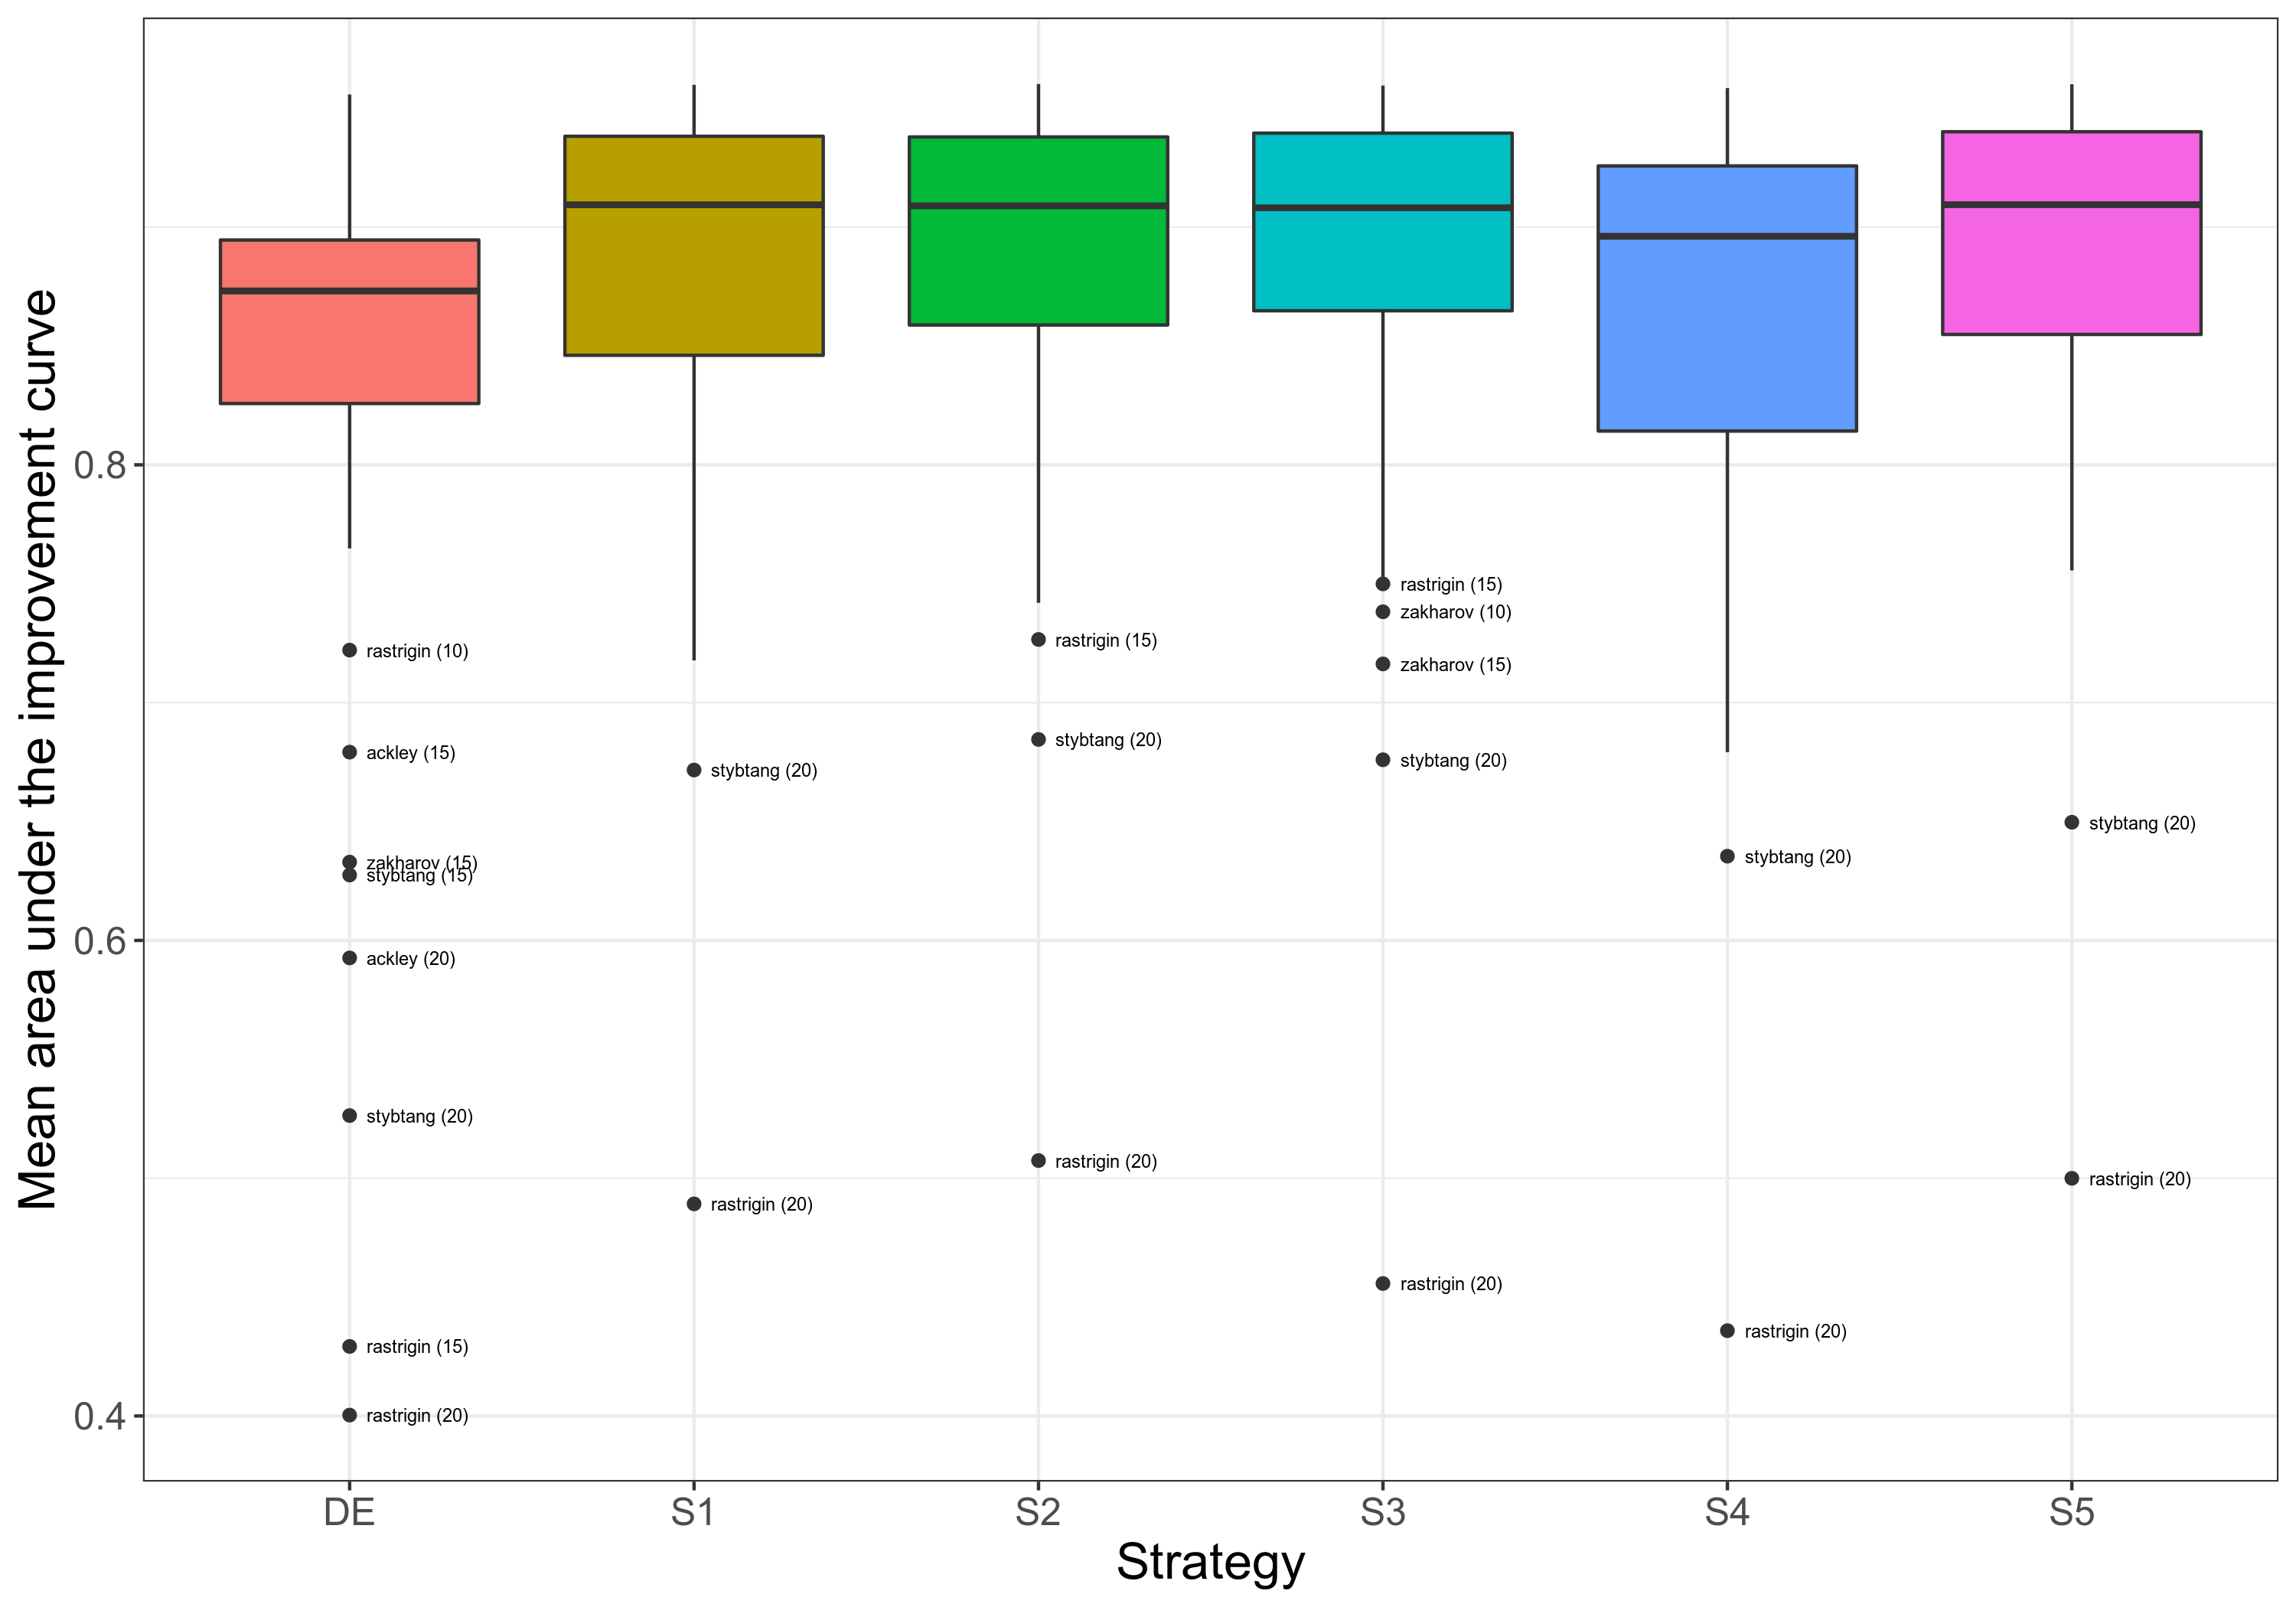 Mean area under the improvement curve
0.8
0.6
0.4
rastrigin (10)
ackley (15)
zakharov (15)
stybtang (15)
ackley (20)
stybtang (20)
rastrigin (15)
rastrigin (20)
stybtang (20)
rastrigin (20)
rastrigin (15)
stybtang (20)
rastrigin (20)
rastrigin (15)
zakharov (10)
zakharov (15)
stybtang (20)
rastrigin (20)
stybtang (20)
rastrigin (20)
stybtang (20)
rastrigin (20)
DE S1 S2 S3 S4 S5
Strategy